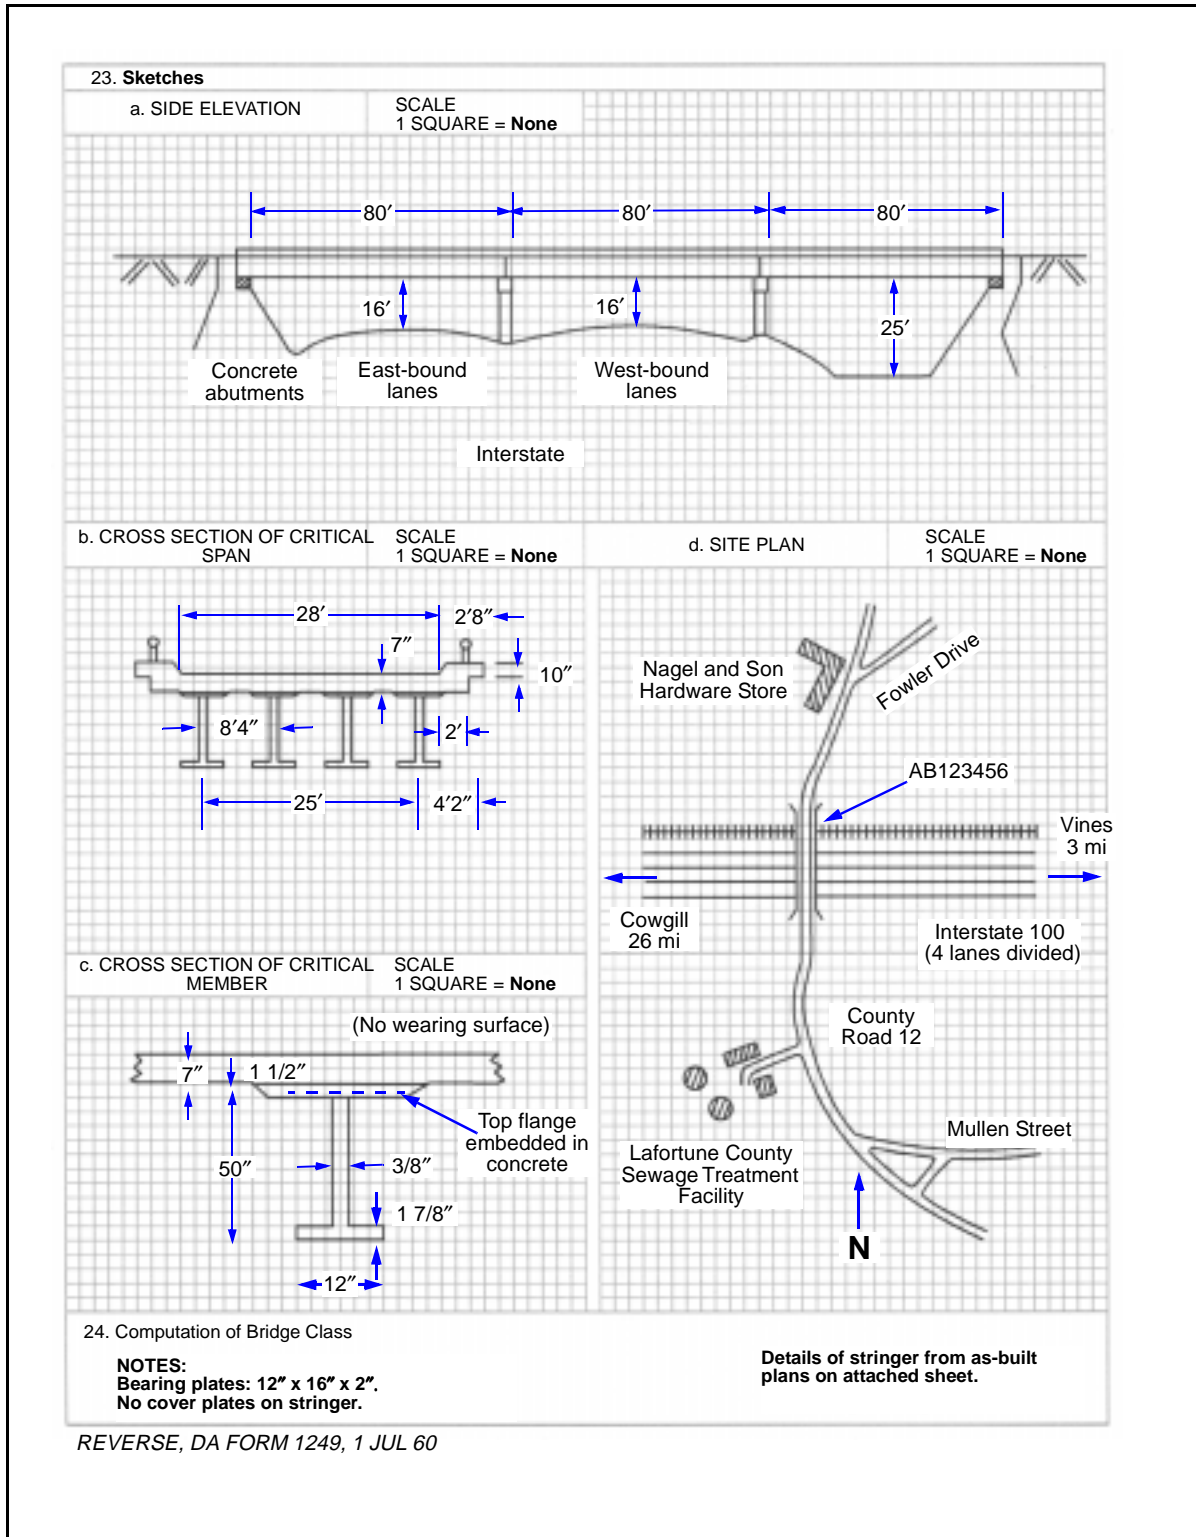 23. Sketches
a. SIDE ELEVATION
SCALE
1 SQUARE = None
80′
80′
80′
16′
16′
25′
Concrete
abutments
East-bound
lanes
West-bound
lanes
Interstate
b. CROSS SECTION OF CRITICAL
SPAN
SCALE
1 SQUARE = None
28′
2′8″
7″
10″
8′4″
2′
25′
4′2″
c. CROSS SECTION OF CRITICAL
MEMBER
SCALE
1 SQUARE = None
(No wearing surface)
7″
1 1/2″
Top flange
embedded in
concrete
50″
3/8″
1 7/8″
12″
d. SITE PLAN
SCALE
1 SQUARE = None
Nagel and Son
Hardware Store
Fowler Drive
AB123456
Vines
3 mi
Cowgill
26 mi
Interstate 100
(4 lanes divided)
County
Road 12
Mullen Street
Lafortune County
Sewage Treatment
Facility
N
24. Computation of Bridge Class
NOTES:
Bearing plates: 12″ x 16″ x 2″.
No cover plates on stringer.
Details of stringer from as-built
plans on attached sheet.
REVERSE, DA FORM 1249, 1 JUL 60